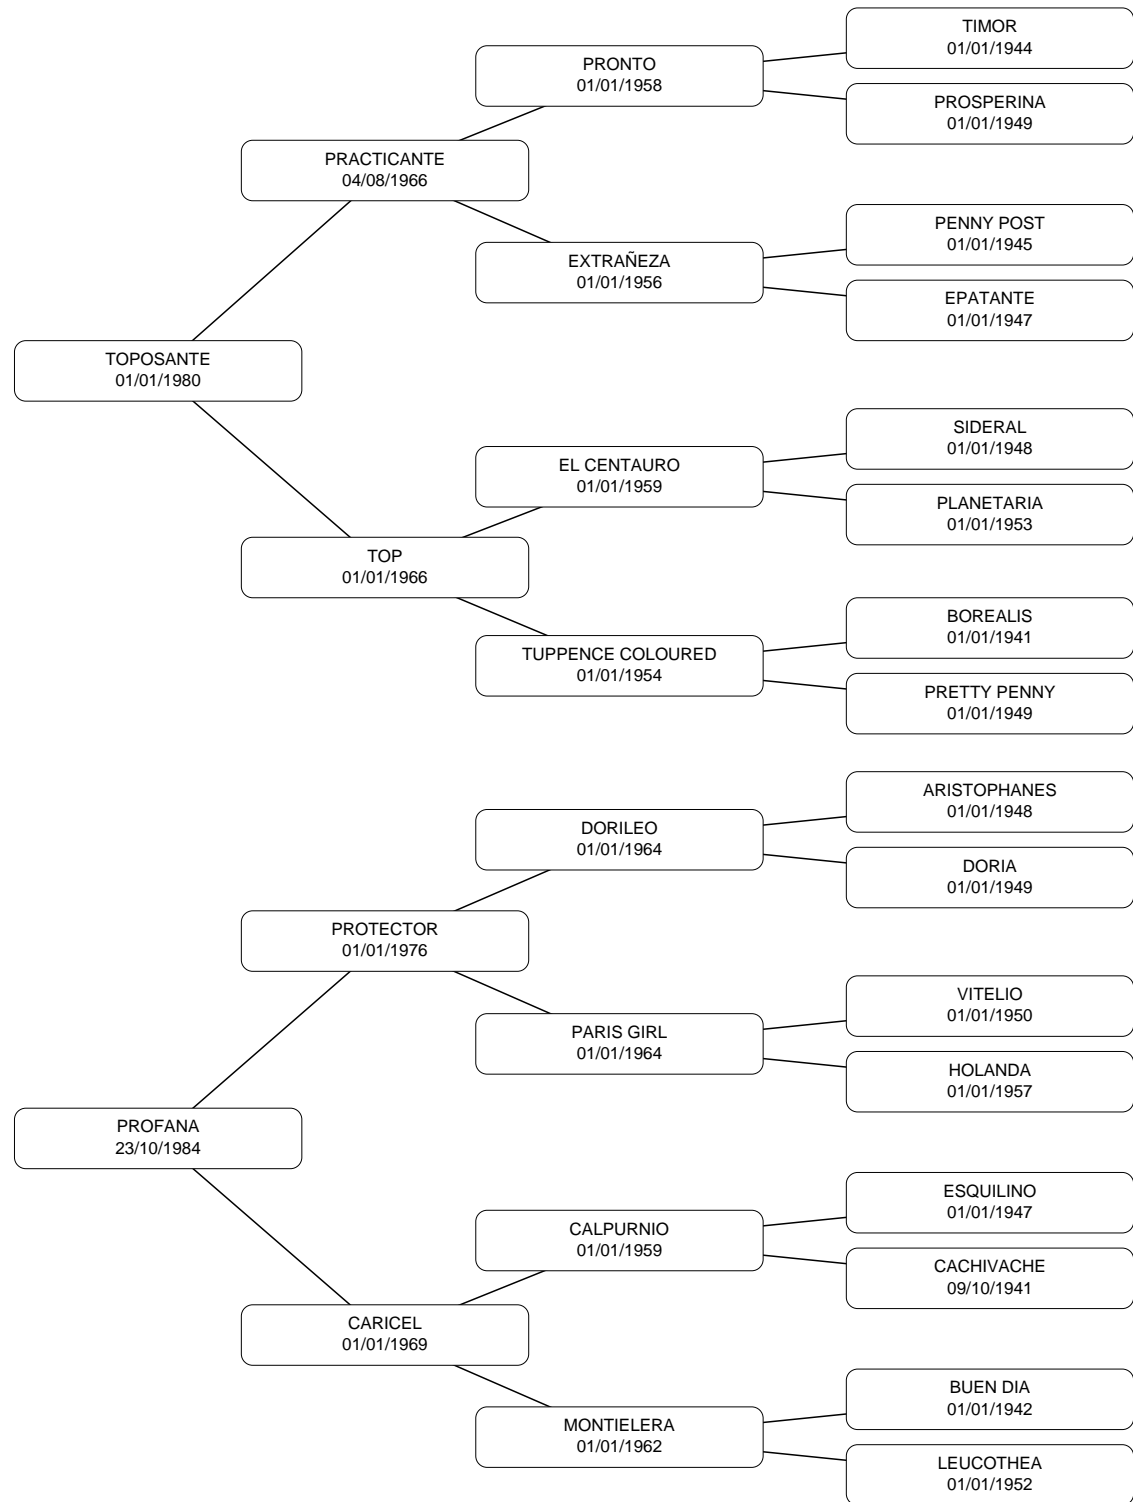 TIMOR
01/01/1944
PRONTO
01/01/1958
PROSPERINA
01/01/1949
PRACTICANTE
04/08/1966
PENNY POST
01/01/1945
EXTRAÑEZA
01/01/1956
EPATANTE
01/01/1947
TOPOSANTE
01/01/1980
SIDERAL
01/01/1948
EL CENTAURO
01/01/1959
PLANETARIA
01/01/1953
TOP
01/01/1966
BOREALIS
01/01/1941
TUPPENCE COLOURED
01/01/1954
PRETTY PENNY
01/01/1949
ARISTOPHANES
01/01/1948
DORILEO
01/01/1964
DORIA
01/01/1949
PROTECTOR
01/01/1976
VITELIO
01/01/1950
PARIS GIRL
01/01/1964
HOLANDA
01/01/1957
PROFANA
23/10/1984
ESQUILINO
01/01/1947
CALPURNIO
01/01/1959
CACHIVACHE
09/10/1941
CARICEL
01/01/1969
BUEN DIA
01/01/1942
MONTIELERA
01/01/1962
LEUCOTHEA
01/01/1952